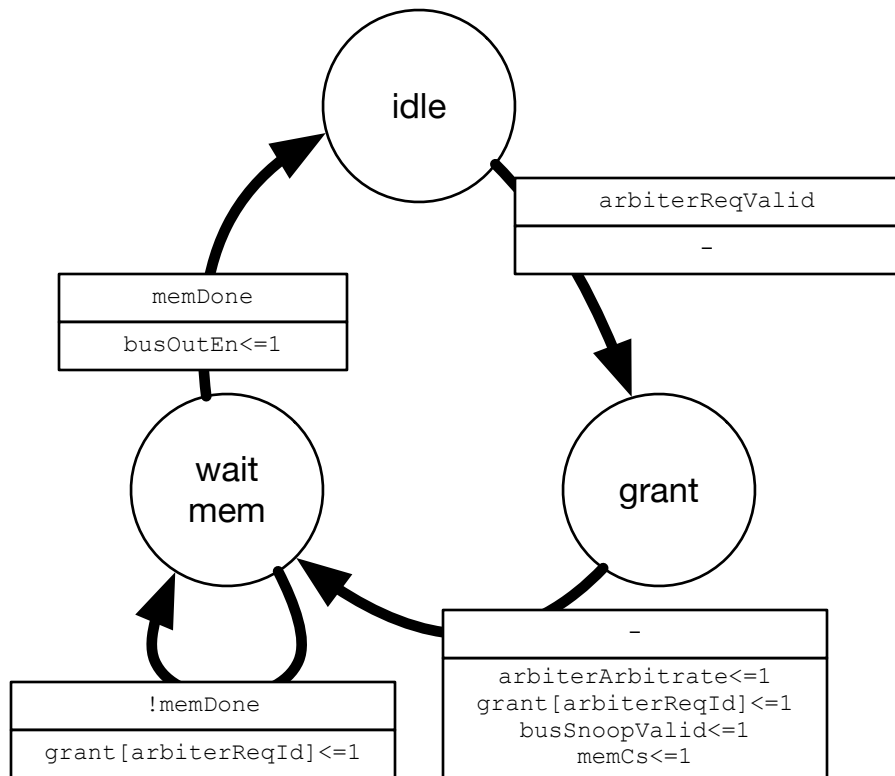 idle
arbiterReqValid
-
memDone
busOutEn<=1
wait
mem
grant
-
arbiterArbitrate<=1
grant[arbiterReqId]<=1
busSnoopValid<=1
memCs<=1
!memDone
grant[arbiterReqId]<=1